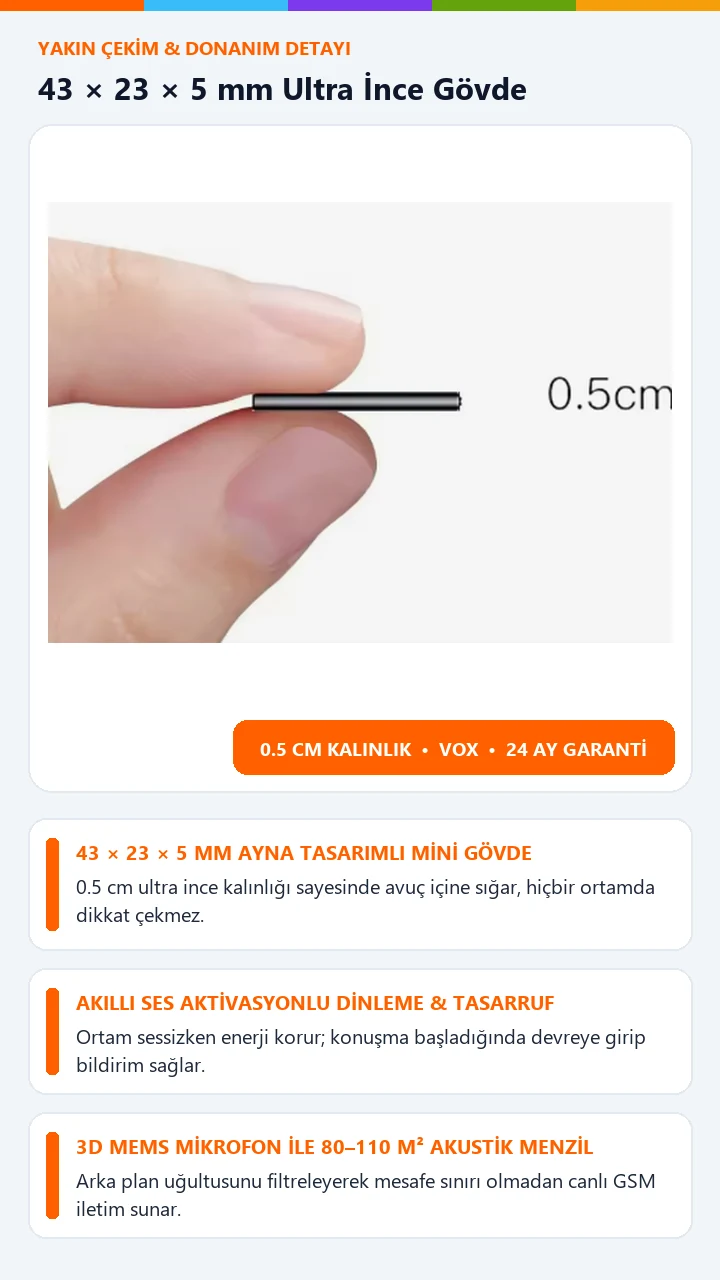 YAKIN ÇEKİM & DONANIM DETAYI
43 × 23 × 5 mm Ultra İnce Gövde
0.5cm
0.5 CM KALINLIK • VOX • 24 AY GARANTİ
43 × 23 × 5 MM AYNA TASARIMLI MİNİ GÖVDE
0.5 cm ultra ince kalınlığı sayesinde avuç içine sığar, hiçbir ortamda
dikkat çekmez.
AKILLI SES AKTİVASYONLU DİNLEME & TASARRUF
Ortam sessizken enerji korur; konuşma başladığında devreye girip
bildirim sağlar.
3D MEMS MİKROFON İLE 80–110 M² AKUSTİK MENZİL
Arka plan uğultusunu filtreleyerek mesafe sınırı olmadan canlı GSM
iletim sunar.